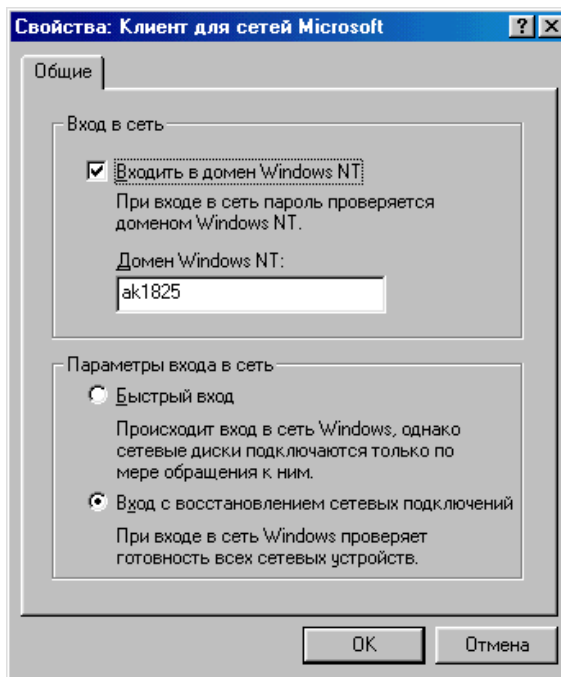 Свойства: Клиент для сетей Microsoft
Общие
Вход в сеть
Входить в домен Windows NT
При входе в сеть пароль проверяется
доменом Windows NT.
Домен Windows NT:
ak1825
Параметры входа в сеть
Быстрый вход
Происходит вход в сеть Windows, однако
сетевые диски подключаются только по
мере обращения к ним.
Вход с восстановлением сетевых подключений
При входе в сеть Windows проверяет
готовность всех сетевых устройств.
OK Отмена